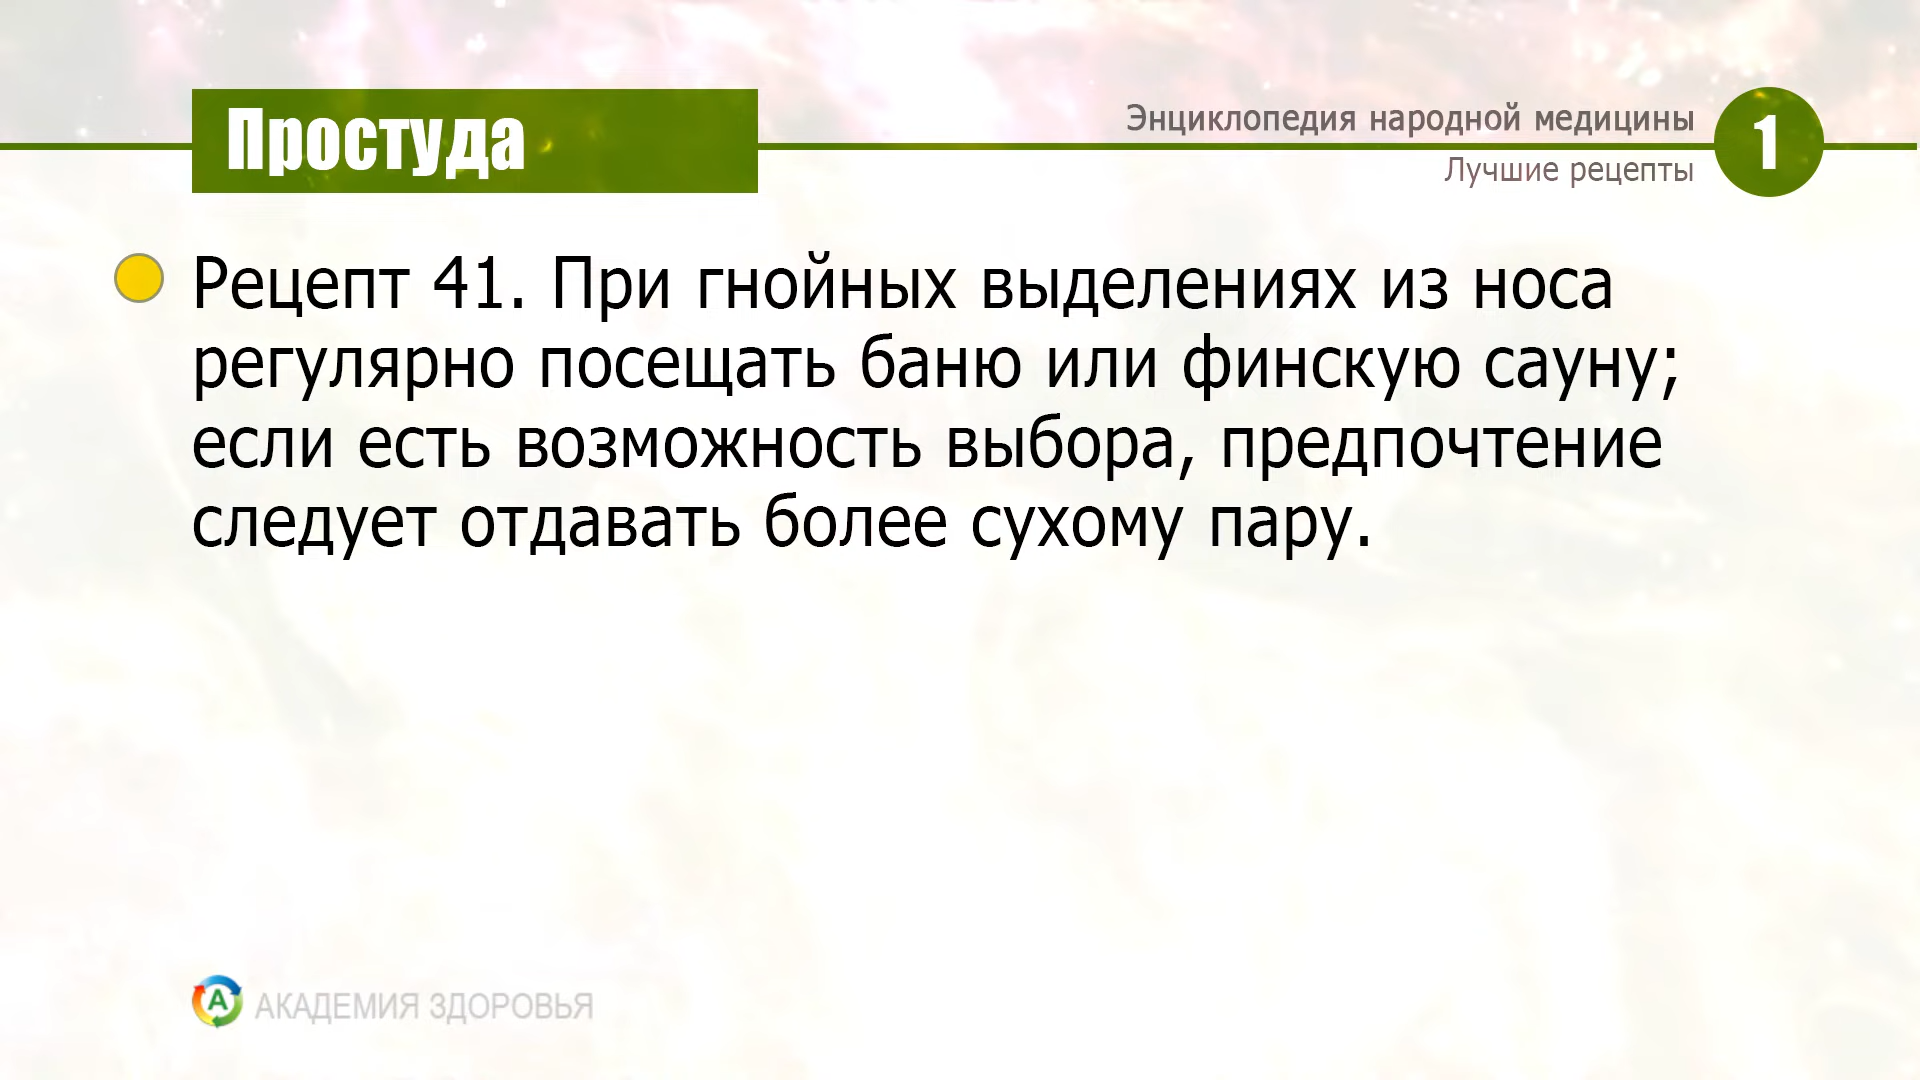 Простуда
Энциклопедия народной медицины
Лучшие рецепты
1
Рецепт 41. При гнойных выделениях из носа
регулярно посещать баню или финскую сауну;
если есть возможность выбора, предпочтение
следует отдавать более сухому пару.
А АКАДЕМИЯ ЗДОРОВЬЯ